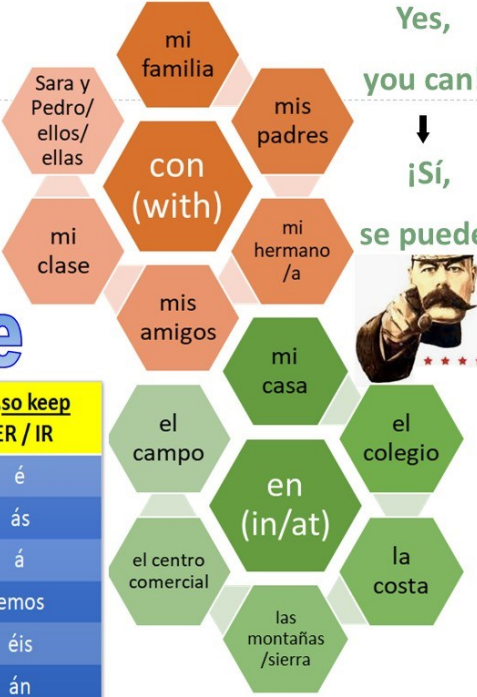 mi
familia
Sara y
Pedro/
ellos/
ellas
mis
padres
con
(with)
mi
clase
mi
hermano
/a
mis
amigos
Yes,
you can
¡Sí,
se puede
e
so keep
ER / IR
é
ás
á
emos
éis
án
mi
casa
el
campo
el
colegio
en
(in/at)
el centro
comercial
la
costa
las
montañas
/sierra